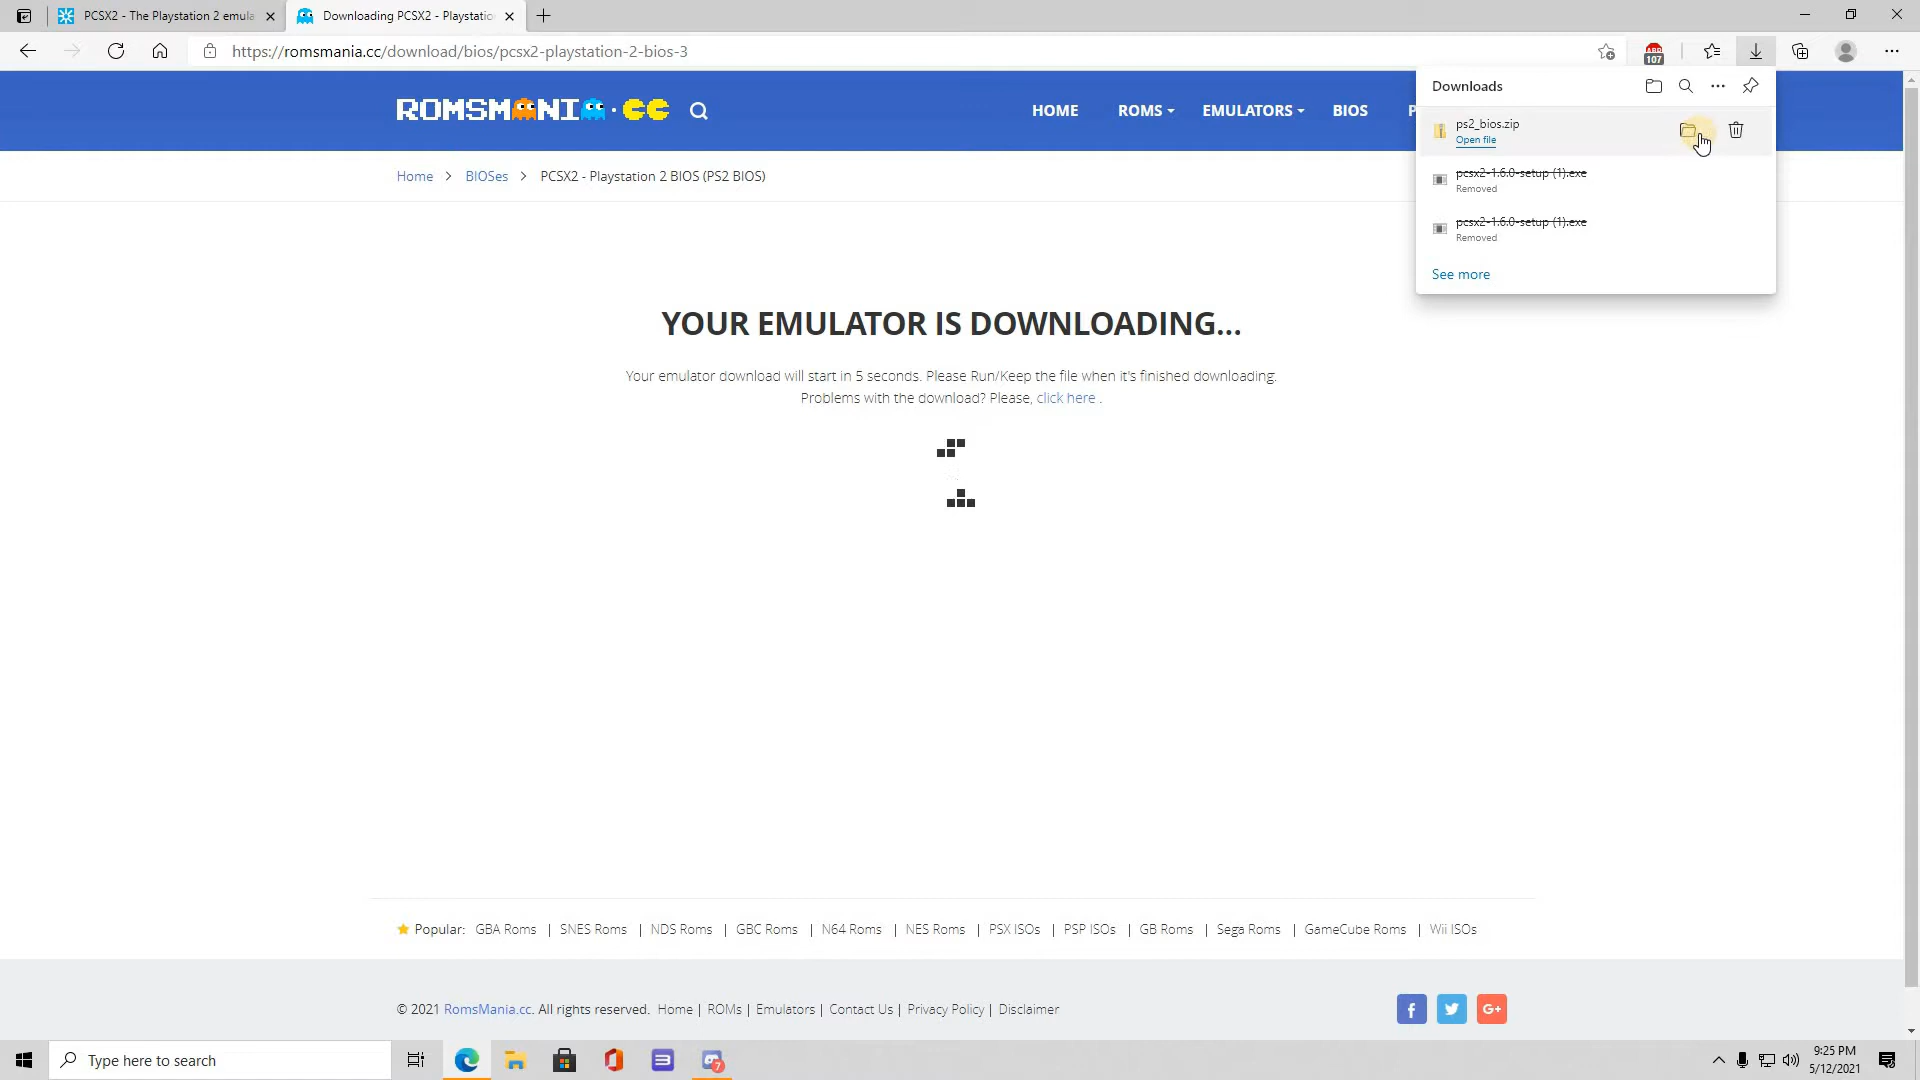 PCSX2 - The Playstation 2 emula
Downloading PCSX2 - Playstatio
https://romsmania.cc/download/bios/pcsx2-playstation-2-bios-3
ABP
107
ROMSMANIA.CC
HOME
ROMS
EMULATORS
BIOS
P
Downloads
ps2_bios.zip
Open file
pcsx2-1.6.0-setup (1).exe
Removed
pcsx2-1.6.0-setup (1).exe
Removed
See more
Home > BIOSes > PCSX2 - Playstation 2 BIOS (PS2 BIOS)
YOUR EMULATOR IS DOWNLOADING...
Your emulator download will start in 5 seconds. Please Run/Keep the file when it's finished downloading.
Problems with the download? Please, click here .
Popular: GBA Roms | SNES Roms | NDS Roms | GBC Roms | N64 Roms | NES Roms | PSX ISOs | PSP ISOs | GB Roms | Sega Roms | GameCube Roms | Wii ISOs
© 2021 RomsMania.cc. All rights reserved. Home | ROMs | Emulators | Contact Us | Privacy Policy | Disclaimer
f
G+
Type here to search
7
9:25 PM
5/12/2021